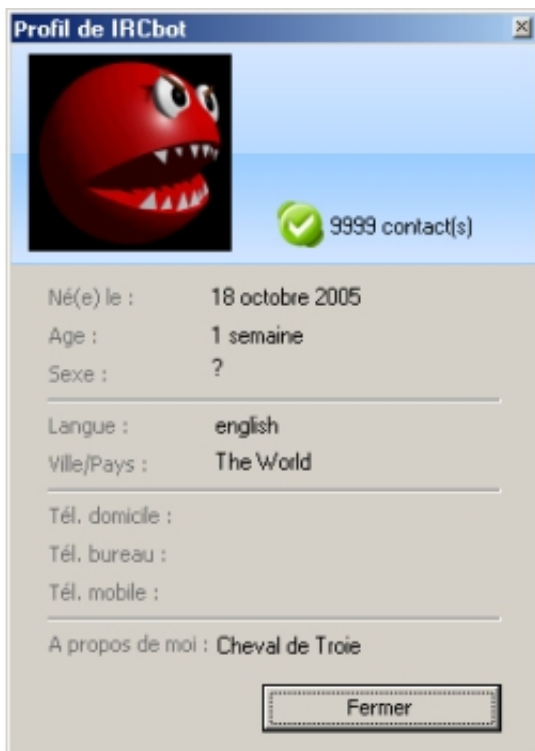 Profil de IRCbot
9999 contact(s)
Né(e) le : 18 octobre 2005
Age : 1 semaine
Sexe : ?
Langue : english
Ville/Pays : The World
Tél. domicile :
Tél. bureau :
Tél. mobile :
A propos de moi : Cheval de Troie
Fermer